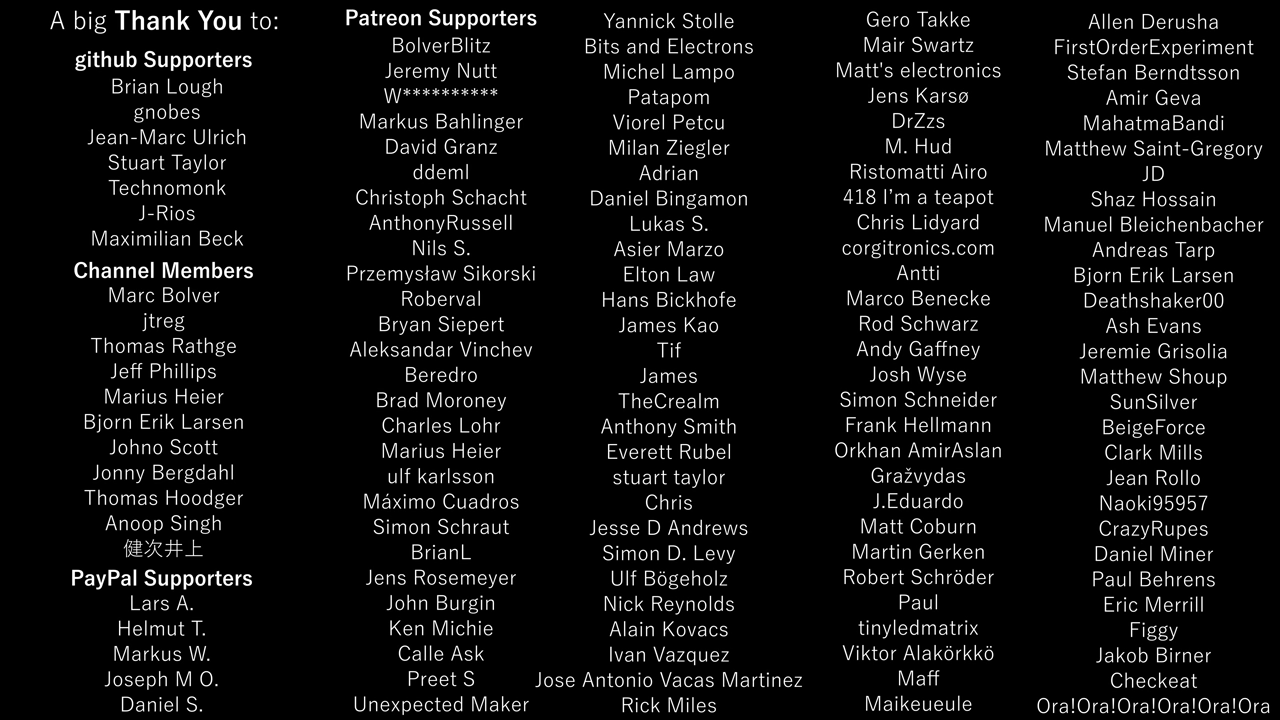 A big Thank You to:
github Supporters
Brian Lough
gnobes
Jean-Marc Ulrich
Stuart Taylor
Technomonk
J-Rios
Maximilian Beck
Channel Members
Marc Bolver
jtreg
Thomas Rathge
Jeff Phillips
Marius Heier
Bjorn Erik Larsen
Johno Scott
Jonny Bergdahl
Thomas Hoodger
Anoop Singh
健次井上
PayPal Supporters
Lars A.
Helmut T.
Markus W.
Joseph M O.
Daniel S.
Patreon Supporters
BolverBlitz
Jeremy Nutt
W**********
Markus Bahlinger
David Granz
ddeml
Christoph Schacht
AnthonyRussell
Nils S.
Przemysław Sikorski
Roberval
Bryan Siepert
Aleksandar Vinchev
Beredro
Brad Moroney
Charles Lohr
Marius Heier
ulf karlsson
Máximo Cuadros
Simon Schraut
BrianL
Jens Rosemeyer
John Burgin
Ken Michie
Calle Ask
Preet S
Unexpected Maker
Yannick Stolle
Bits and Electrons
Michel Lampo
Patapom
Viorel Petcu
Milan Ziegler
Adrian
Daniel Bingamon
Lukas S.
Asier Marzo
Elton Law
Hans Bickhofe
James Kao
Tif
James
TheCrealm
Anthony Smith
Everett Rubel
stuart taylor
Chris
Jesse D Andrews
Simon D. Levy
Ulf Bögeholz
Nick Reynolds
Alain Kovacs
Ivan Vazquez
Jose Antonio Vacas Martinez
Rick Miles
Gero Takke
Mair Swartz
Matt's electronics
Jens Karsø
DrZzs
M. Hud
Ristomatti Airo
418 I’m a teapot
Chris Lidyard
corgitronics.com
Antti
Marco Benecke
Rod Schwarz
Andy Gaffney
Josh Wyse
Simon Schneider
Frank Hellmann
Orkhan AmirAslan
Gražvydas
J.Eduardo
Matt Coburn
Martin Gerken
Robert Schröder
Paul
tinyledmatrix
Viktor Alakörkkö
Maff
Maikeueule
Allen Derusha
FirstOrderExperiment
Stefan Berndtsson
Amir Geva
MahatmaBandi
Matthew Saint-Gregory
JD
Shaz Hossain
Manuel Bleichenbacher
Andreas Tarp
Bjorn Erik Larsen
Deathshaker00
Ash Evans
Jeremie Grisolia
Matthew Shoup
SunSilver
BeigeForce
Clark Mills
Jean Rollo
Naoki95957
CrazyRupes
Daniel Miner
Paul Behrens
Eric Merrill
Figgy
Jakob Birner
Checkeat
Ora!Ora!Ora!Ora!Ora